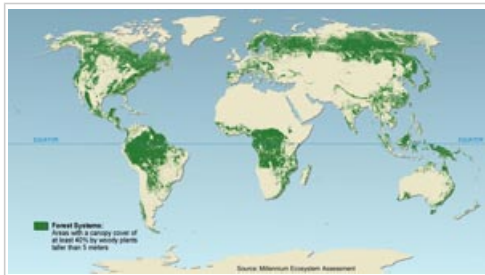 EQUATOR
EQUATOR
Forest Systems:
Areas with a canopy cover of
at least 40% by woody plants
taller than 5 meters
Source: Millennium Ecosystem Assessment